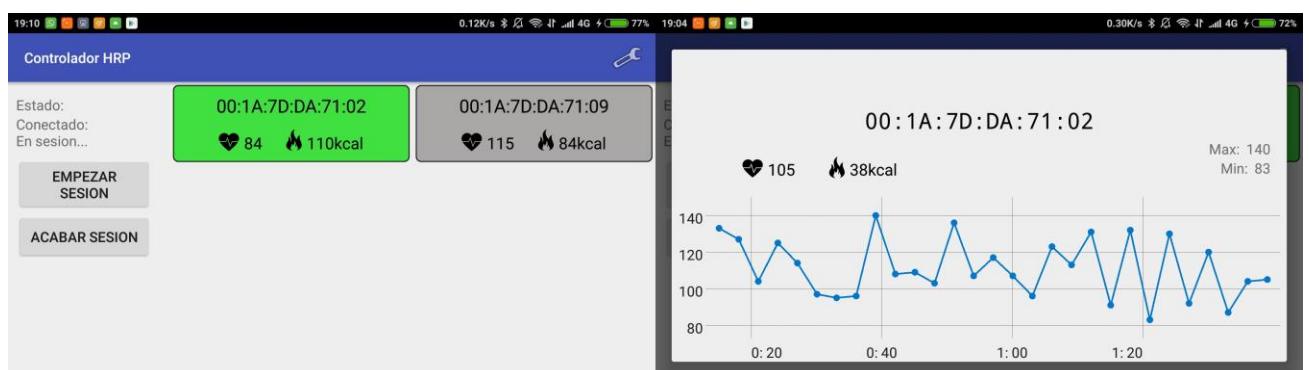 19:10
0.12K/s 4G 77%
Controlador HRP
Estado:
Conectado:
En sesion...
EMPEZAR
SESION
ACABAR SESION
00:1A:7D:DA:71:02
84 110kcal
00:1A:7D:DA:71:09
115 84kcal
19:04
0.30K/s 4G 72%
E
C
E
00:1A:7D:DA:71:02
105 38kcal
Max: 140
Min: 83
140
120
100
80
0:20 0:40 1:00 1:20